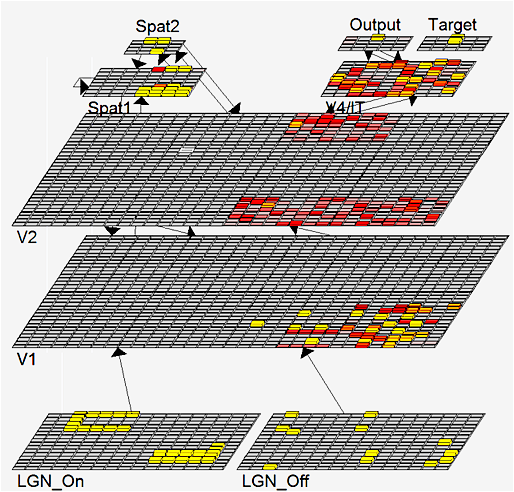 Spat2
Output
Target
Spat1
V4/IT
V2
V1
LGN_On
LGN_Off